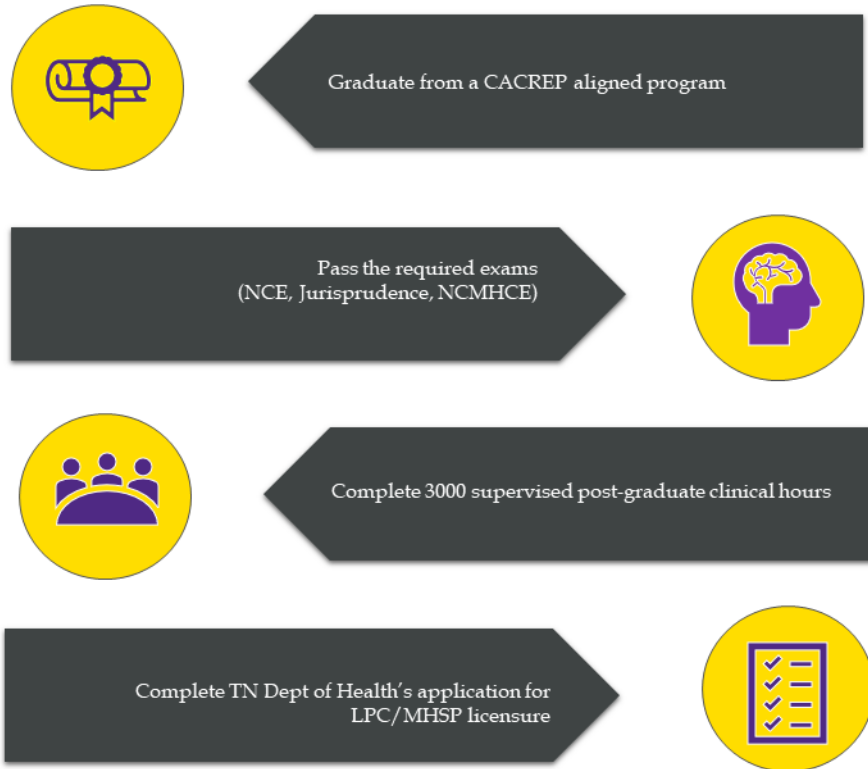 Graduate from a CACREP aligned program
Pass the required exams
(NCE, Jurisprudence, NCMHCE)
Complete 3000 supervised post-graduate clinical hours
Complete TN Dept of Health’s application for
LPC/MHSP licensure